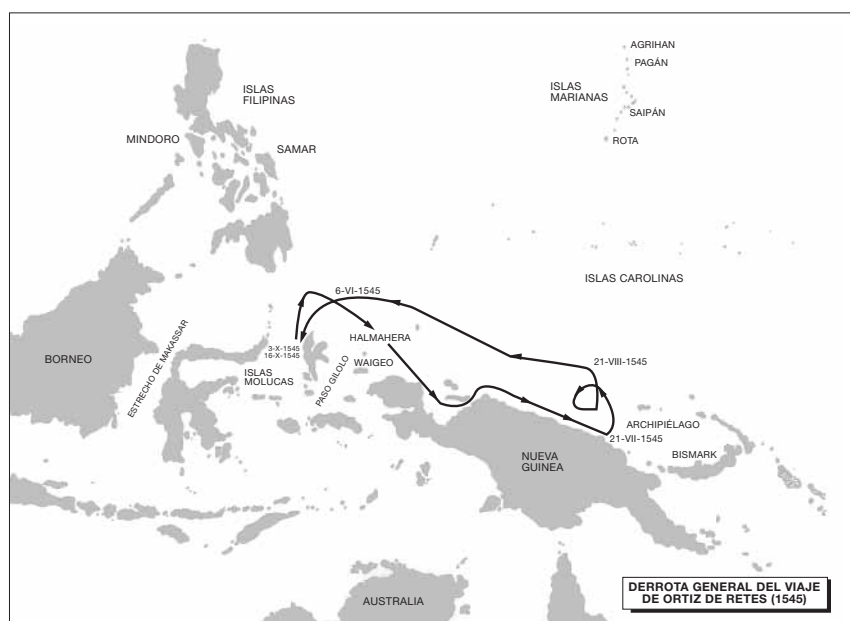 AGRIHAN
PAGÁN
ISLAS
MARIANAS
SAIPÁN
ROTA
ISLAS
FILIPINAS
MINDORO
SAMAR
ISLAS CAROLINAS
6-VI-1545
HALMAHERA
3-X-1545
16-X-1545
WAIGEO
BORNEO
ESTRECHO DE MAKASSAR
ISLAS
MOLUCAS
PASO GILOLO
21-VIII-1545
ARCHIPIÉLAGO
BISMARK
21-VII-1545
NUEVA
GUINEA
AUSTRALIA
DERROTA GENERAL DEL VIAJE
DE ORTIZ DE RETES (1545)